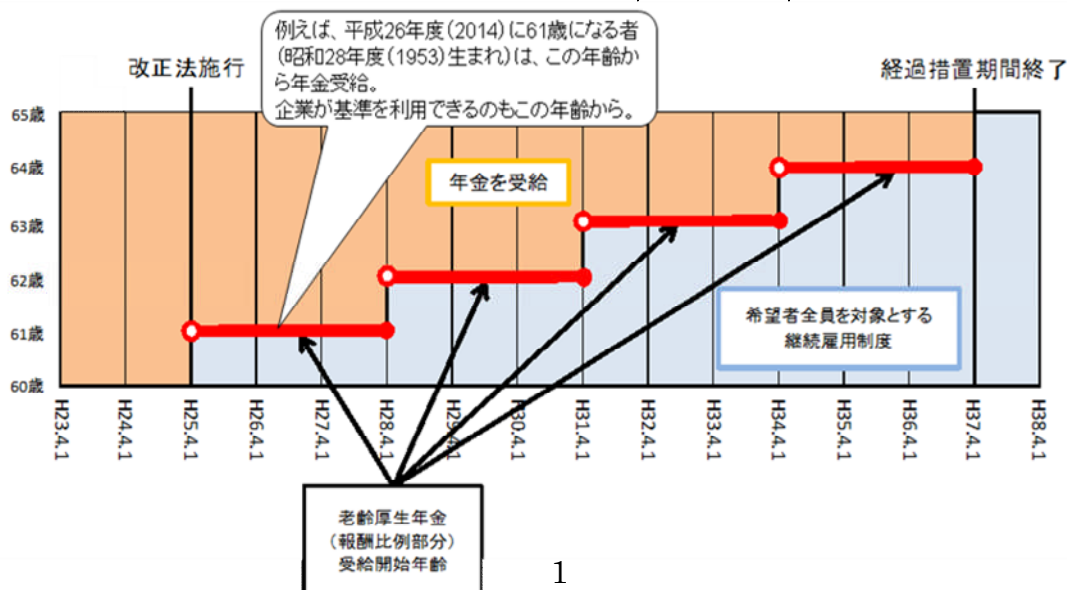 例えば、平成26年度(2014)に61歳になる者
(昭和28年度(1953)生まれ)は、この年齢か
ら年金受給。
企業が基準を利用できるのもこの年齢から。
改正法施行
経過措置期間終了
65歳
64歳
63歳
62歳
61歳
60歳
年金を受給
希望者全員を対象とする
継続雇用制度
H23.4.1
H24.4.1
H25.4.1
H26.4.1
H27.4.1
H28.4.1
H29.4.1
H30.4.1
H31.4.1
H32.4.1
H33.4.1
H34.4.1
H35.4.1
H36.4.1
H37.4.1
H38.4.1
老齢厚生年金
(報酬比例部分)
受給開始年齢
1